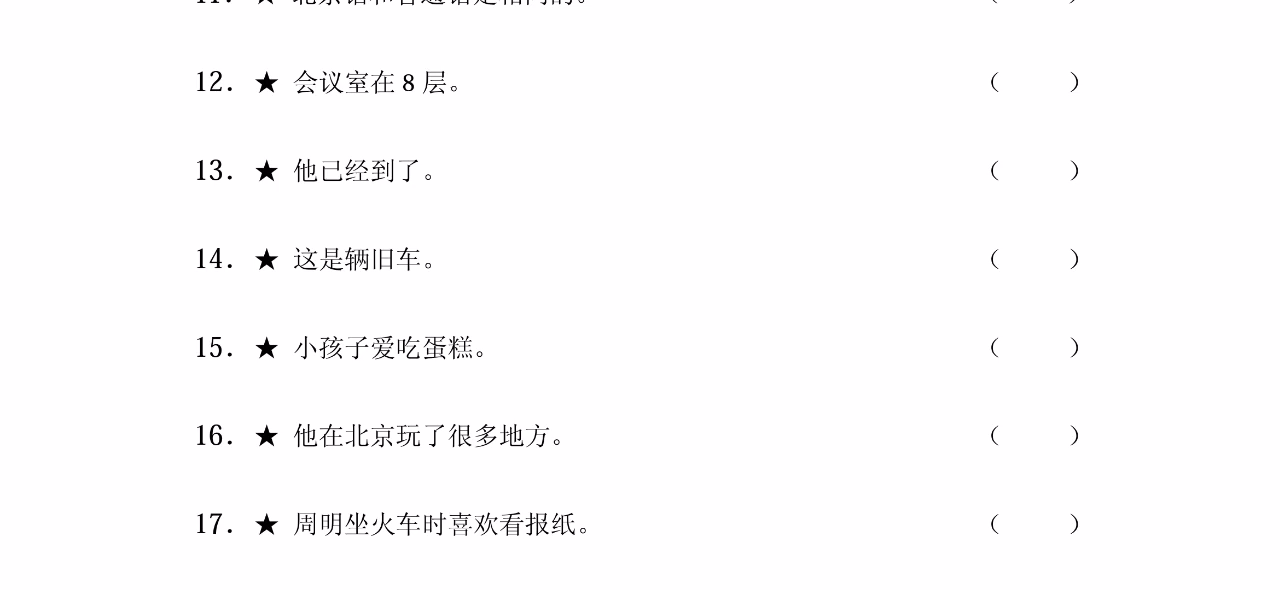 12. ★ 会议室在 8 层。 （ ）
13. ★ 他已经到了。 （ ）
14. ★ 这是辆旧车。 （ ）
15. ★ 小孩子爱吃蛋糕。 （ ）
16. ★ 他在北京玩了很多地方。 （ ）
17. ★ 周明坐火车时喜欢看报纸。 （ ）